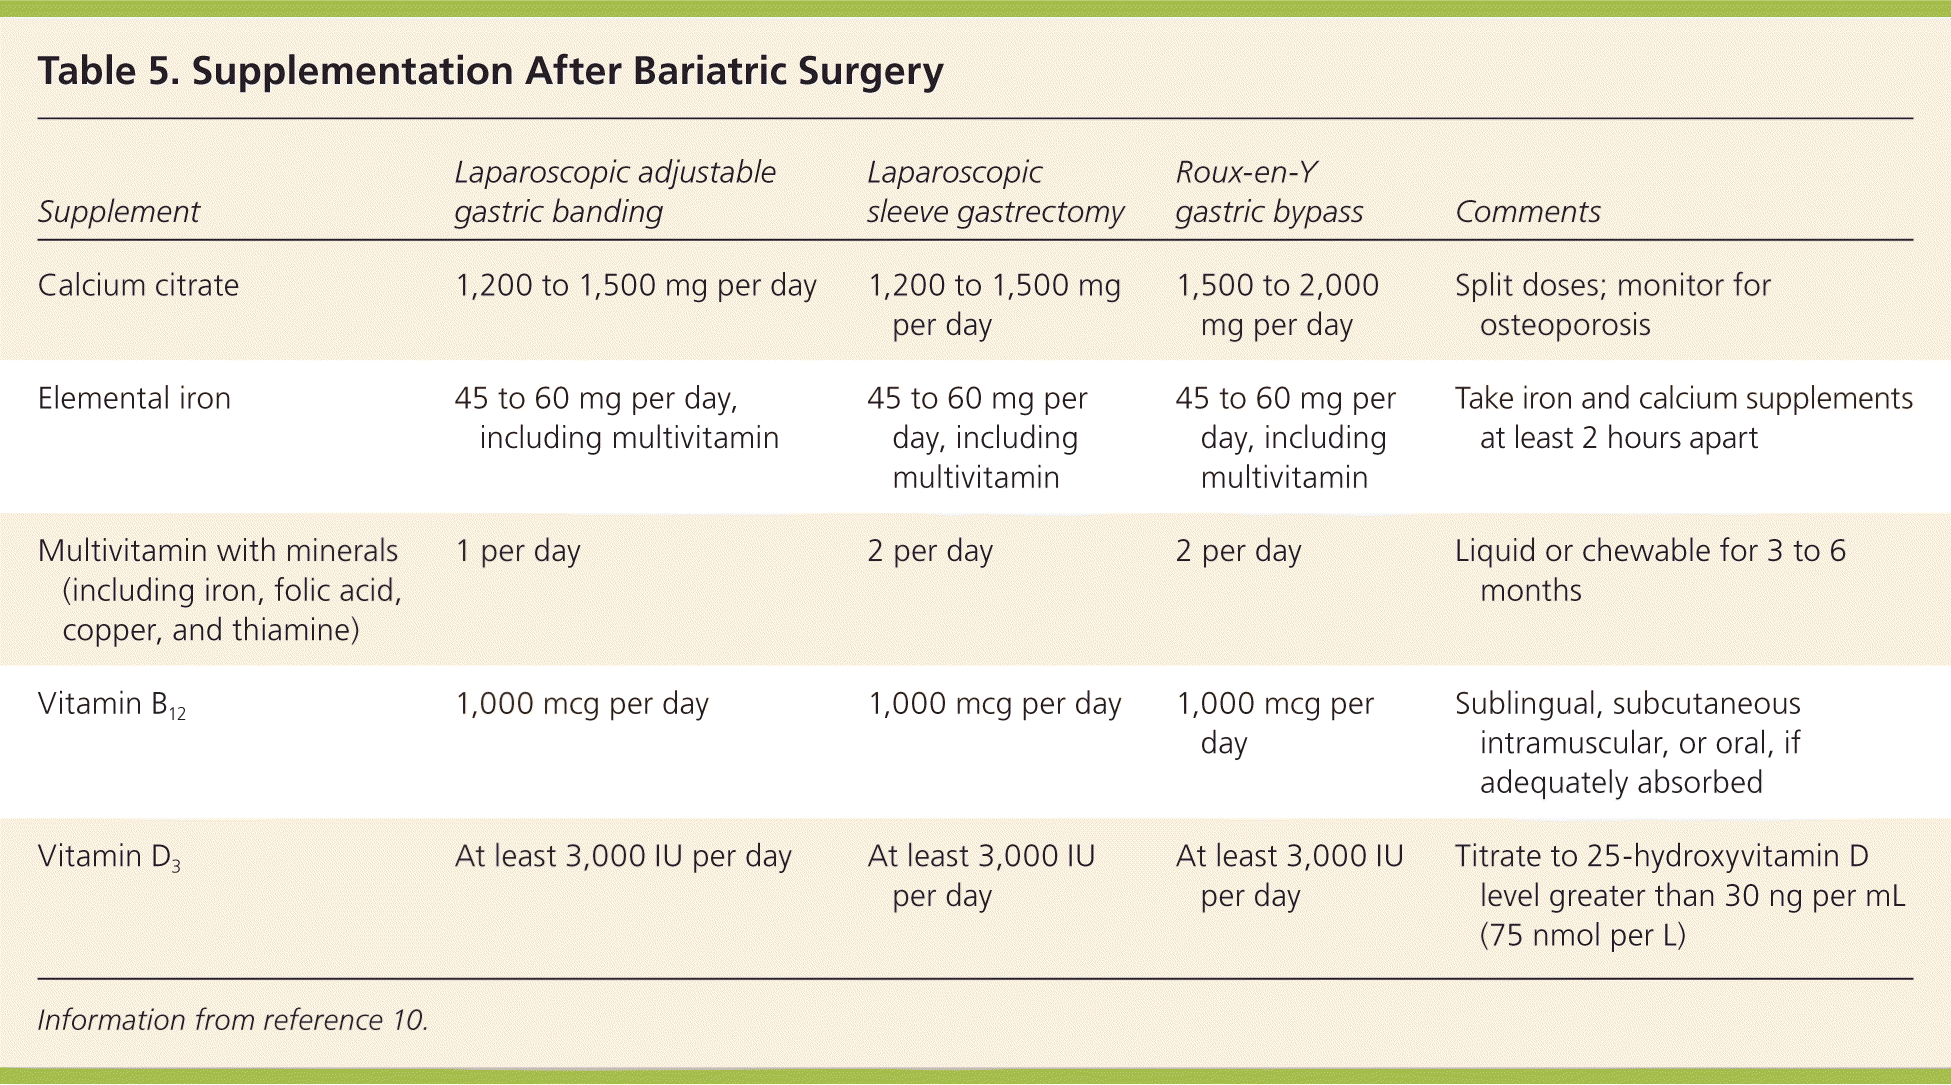 Table 5. Supplementation After Bariatric Surgery
Supplement
Laparoscopic adjustable
gastric banding
Laparoscopic
sleeve gastrectomy
Roux-en-Y
gastric bypass
Comments
Calcium citrate
1,200 to 1,500 mg per day
1,200 to 1,500 mg
per day
1,500 to 2,000
mg per day
Split doses; monitor for
osteoporosis
Elemental iron
45 to 60 mg per day,
including multivitamin
45 to 60 mg per
day, including
multivitamin
45 to 60 mg per
day, including
multivitamin
Take iron and calcium supplements
at least 2 hours apart
Multivitamin with minerals
(including iron, folic acid,
copper, and thiamine)
1 per day
2 per day
2 per day
Liquid or chewable for 3 to 6
months
Vitamin B12
1,000 mcg per day
1,000 mcg per day
1,000 mcg per
day
Sublingual, subcutaneous
intramuscular, or oral, if
adequately absorbed
Vitamin D3
At least 3,000 IU per day
At least 3,000 IU
per day
At least 3,000 IU
per day
Titrate to 25-hydroxyvitamin D
level greater than 30 ng per mL
(75 nmol per L)
Information from reference 10.